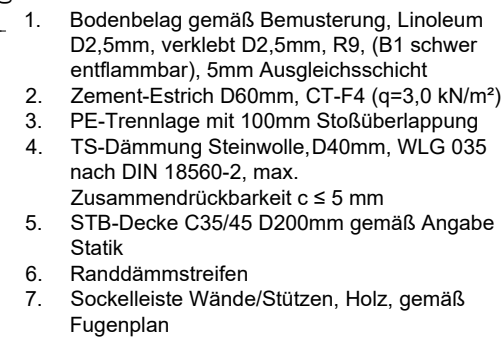 1. Bodenbelag gemäß Bemusterung, Linoleum
D2,5mm, verklebt D2,5mm, R9, (B1 schwer
entflammbar), 5mm Ausgleichsschicht
2. Zement-Estrich D60mm, CT-F4 (q=3,0 kN/m²)
3. PE-Trennlage mit 100mm Stoßüberlappung
4. TS-Dämmung Steinwolle,D40mm, WLG 035
nach DIN 18560-2, max.
Zusammendrückbarkeit c ≤ 5 mm
5. STB-Decke C35/45 D200mm gemäß Angabe
Statik
6. Randdämmstreifen
7. Sockelleiste Wände/Stützen, Holz, gemäß
Fugenplan